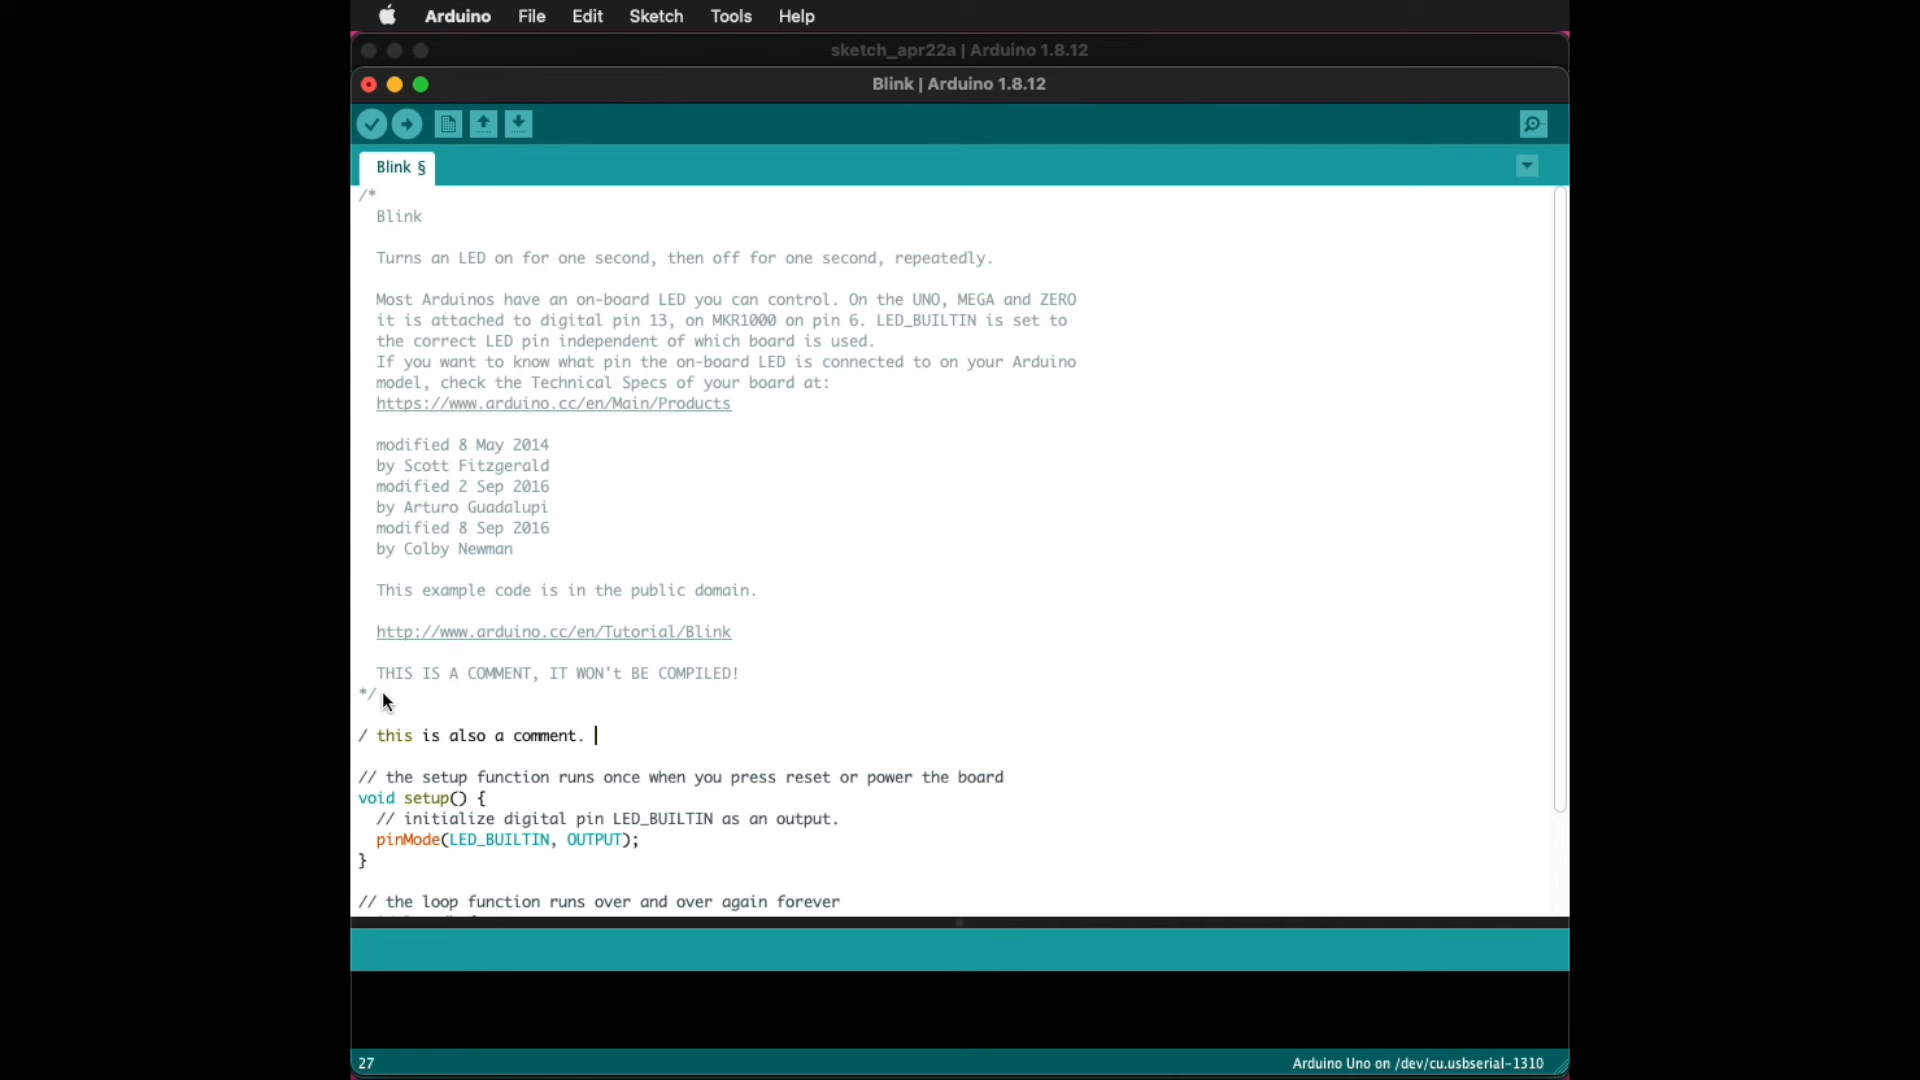 Arduino File Edit Sketch Tools Help
sketch_apr22a | Arduino 1.8.12
Blink | Arduino 1.8.12
Blink §
/*
Blink
Turns an LED on for one second, then off for one second, repeatedly.
Most Arduinos have an on-board LED you can control. On the UNO, MEGA and ZERO
it is attached to digital pin 13, on MKR1000 on pin 6. LED_BUILTIN is set to
the correct LED pin independent of which board is used.
If you want to know what pin the on-board LED is connected to on your Arduino
model, check the Technical Specs of your board at:
https://www.arduino.cc/en/Main/Products
modified 8 May 2014
by Scott Fitzgerald
modified 2 Sep 2016
by Arturo Guadalupi
modified 8 Sep 2016
by Colby Newman
This example code is in the public domain.
http://www.arduino.cc/en/Tutorial/Blink
THIS IS A COMMENT, IT WON't BE COMPILED!
*/
/ this is also a comment.
// the setup function runs once when you press reset or power the board
void setup() {
// initialize digital pin LED_BUILTIN as an output.
pinMode(LED_BUILTIN, OUTPUT);
}
// the loop function runs over and over again forever
27
Arduino Uno on /dev/cu.usbserial-1310